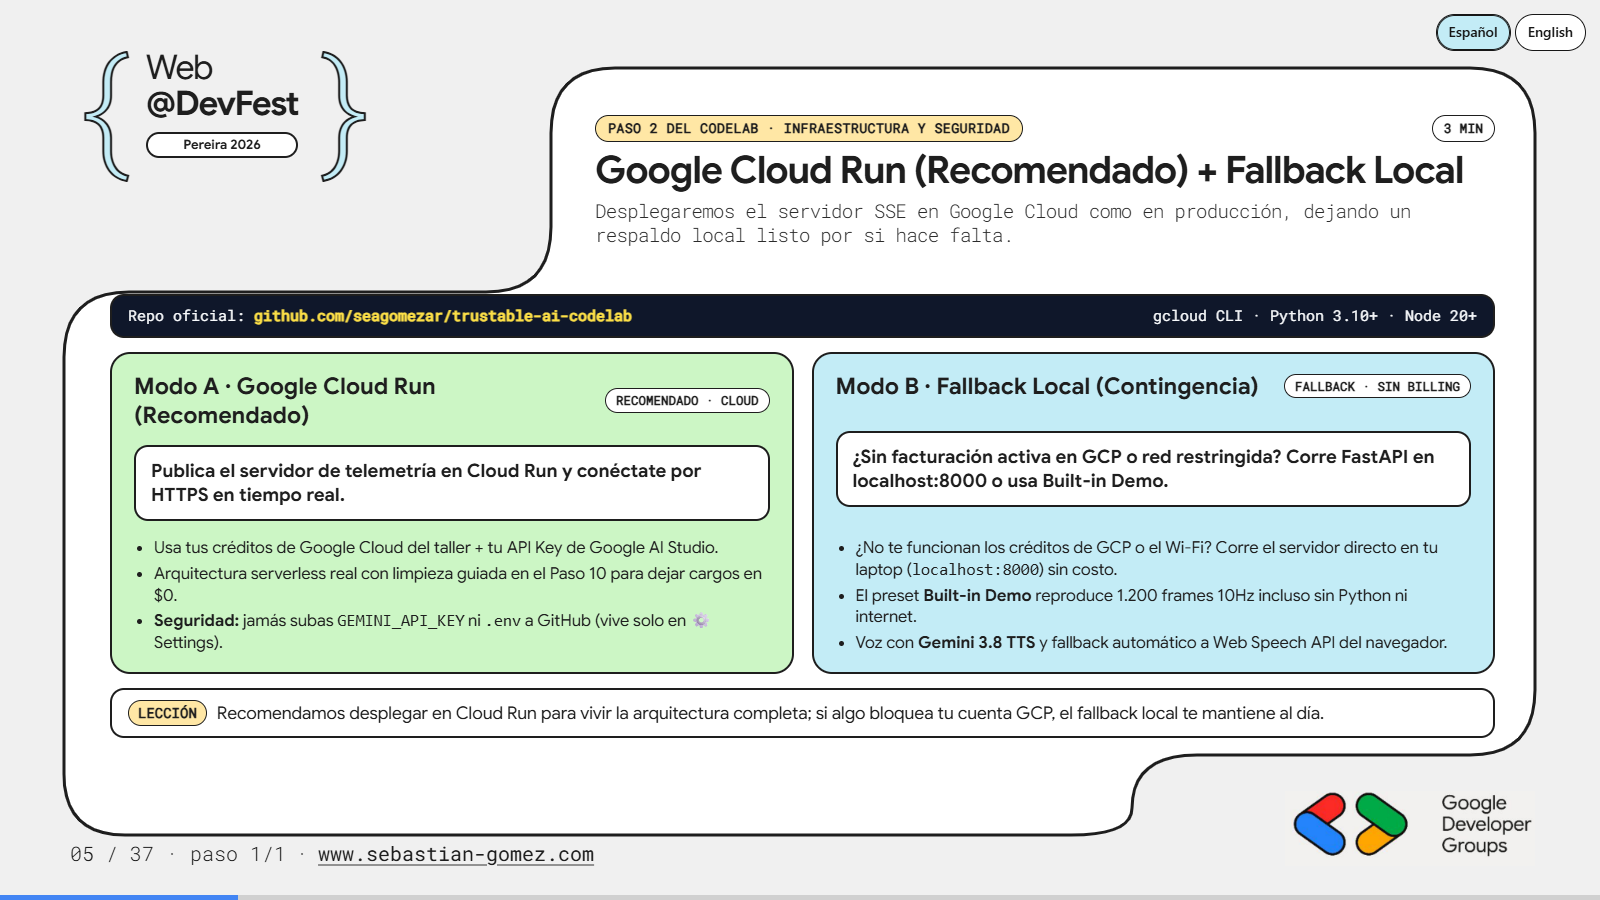 Español
English
Web
@DevFest
Pereira 2026
PASO 2 DEL CODELAB · INFRAESTRUCTURA Y SEGURIDAD
3 MIN
Google Cloud Run (Recomendado) + Fallback Local
Desplegaremos el servidor SSE en Google Cloud como en producción, dejando un
respaldo local listo por si hace falta.
Repo oficial: github.com/seagomezar/trustable-ai-codelab
gcloud CLI · Python 3.10+ · Node 20+
Modo A · Google Cloud Run
(Recomendado)
RECOMENDADO · CLOUD
Publica el servidor de telemetría en Cloud Run y conéctate por
HTTPS en tiempo real.
• Usa tus créditos de Google Cloud del taller + tu API Key de Google AI Studio.
• Arquitectura serverless real con limpieza guiada en el Paso 10 para dejar cargos en
$0.
• Seguridad: jamás subas GEMINI_API_KEY ni .env a GitHub (vive solo en ⚙️
Settings).
Modo B · Fallback Local (Contingencia)
FALLBACK · SIN BILLING
¿Sin facturación activa en GCP o red restringida? Corre FastAPI en
localhost:8000 o usa Built-in Demo.
• ¿No te funcionan los créditos de GCP o el Wi-Fi? Corre el servidor directo en tu
laptop (localhost:8000) sin costo.
• El preset Built-in Demo reproduce 1.200 frames 10Hz incluso sin Python ni
internet.
• Voz con Gemini 3.8 TTS y fallback automático a Web Speech API del navegador.
LECCIÓN
Recomendamos desplegar en Cloud Run para vivir la arquitectura completa; si algo bloquea tu cuenta GCP, el fallback local te mantiene al día.
05 / 37 · paso 1/1 · www.sebastian-gomez.com
Google
Developer
Groups